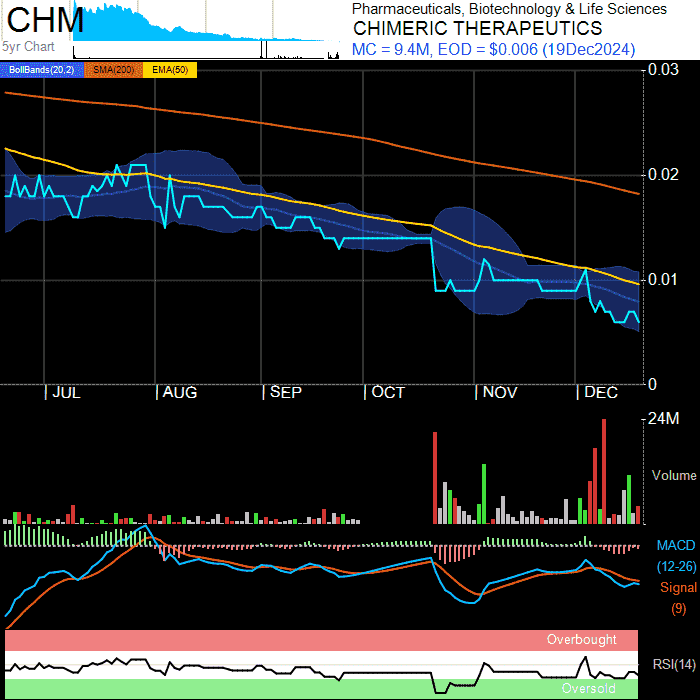 CHM
5yr Chart
Pharmaceuticals, Biotechnology & Life Sciences
CHIMERIC THERAPEUTICS
MC = 9.4M, EOD = $0.006 (19Dec2024)
BollBands(20,2) SMA(200) EMA(50)
0.03
0.02
0.01
0
| JUL | AUG | SEP | OCT | NOV | DEC
24M
Volume
MACD
(12-26)
Signal
(9)
Overbought
RSI(14)
Oversold